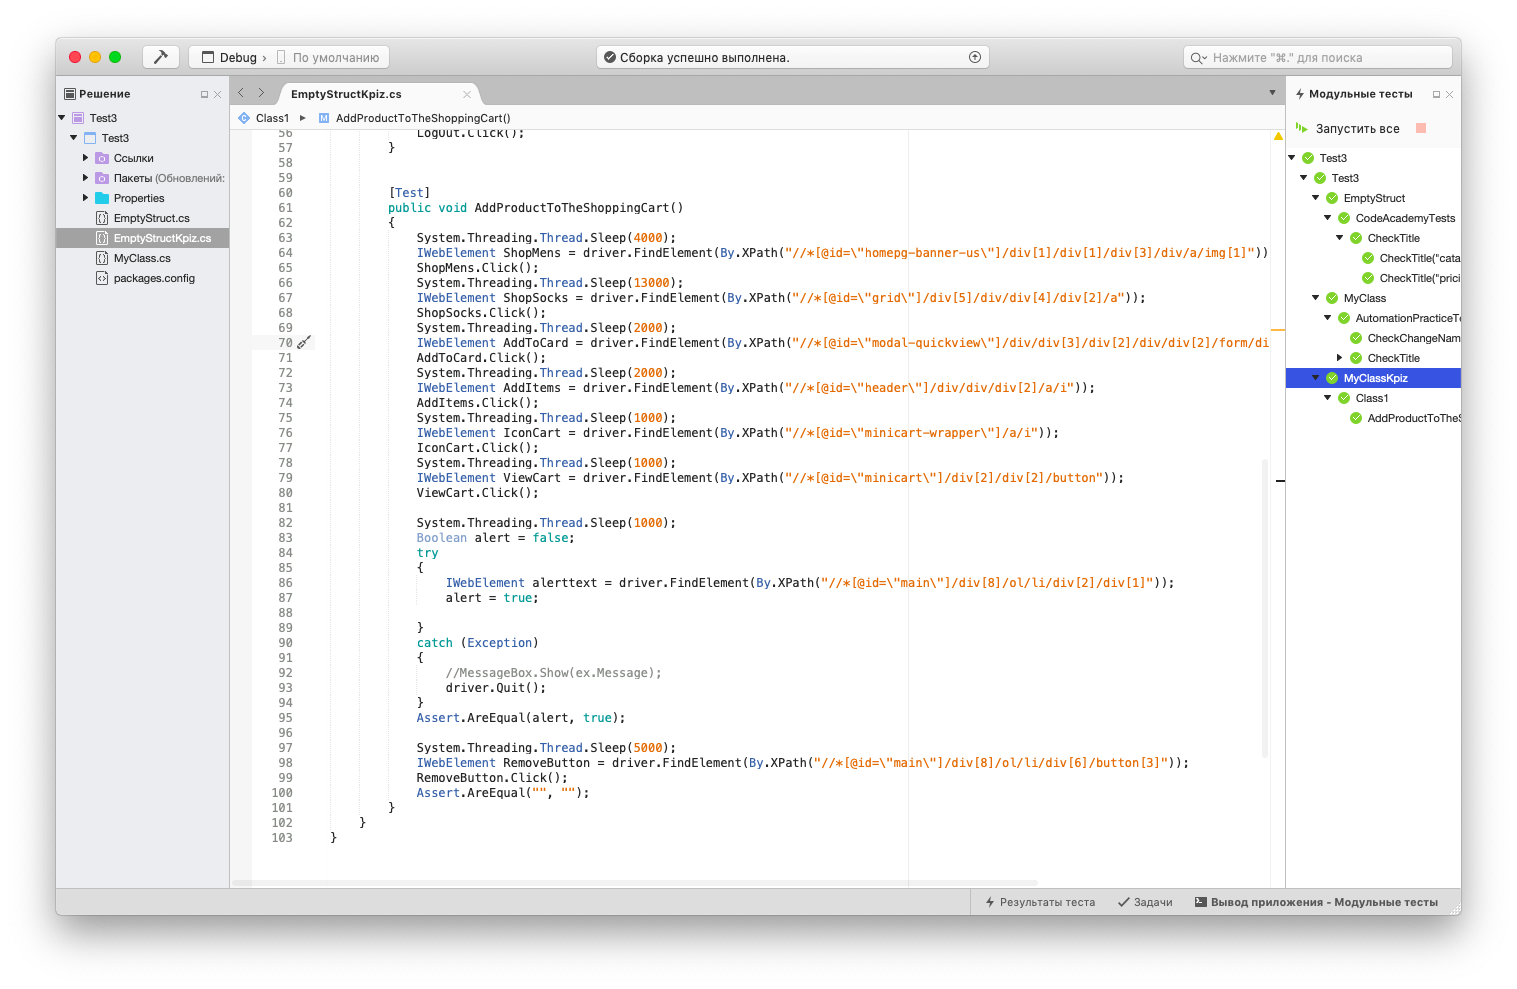 Debug › По умолчанию
Сборка успешно выполнена.
Нажмите "⌘." для поиска
Решение
Test3
Test3
Ссылки
Пакеты (Обновлений:
Properties
EmptyStruct.cs
EmptyStructKpiz.cs
MyClass.cs
packages.config
EmptyStructKpiz.cs
Class1 ▸ AddProductToTheShoppingCart()
56 LogOut.Click();
57 }
58
59
60 [Test]
61 public void AddProductToTheShoppingCart()
62 {
63 System.Threading.Thread.Sleep(4000);
64 IWebElement ShopMens = driver.FindElement(By.XPath("//*[@id=\"homepg-banner-us\"]/div[1]/div[1]/div[3]/div/a/img[1]"))
65 ShopMens.Click();
66 System.Threading.Thread.Sleep(13000);
67 IWebElement ShopSocks = driver.FindElement(By.XPath("//*[@id=\"grid\"]/div[5]/div/div[4]/div[2]/a"));
68 ShopSocks.Click();
69 System.Threading.Thread.Sleep(2000);
70 IWebElement AddToCard = driver.FindElement(By.XPath("//*[@id=\"modal-quickview\"]/div/div[3]/div[2]/div/div[2]/form/di
71 AddToCard.Click();
72 System.Threading.Thread.Sleep(2000);
73 IWebElement AddItems = driver.FindElement(By.XPath("//*[@id=\"header\"]/div/div/div[2]/a/i"));
74 AddItems.Click();
75 System.Threading.Thread.Sleep(1000);
76 IWebElement IconCart = driver.FindElement(By.XPath("//*[@id=\"minicart-wrapper\"]/a/i"));
77 IconCart.Click();
78 System.Threading.Thread.Sleep(1000);
79 IWebElement ViewCart = driver.FindElement(By.XPath("//*[@id=\"minicart\"]/div[2]/div[2]/button"));
80 ViewCart.Click();
81
82 System.Threading.Thread.Sleep(1000);
83 Boolean alert = false;
84 try
85 {
86 IWebElement alerttext = driver.FindElement(By.XPath("//*[@id=\"main\"]/div[8]/ol/li/div[2]/div[1]"));
87 alert = true;
88
89 }
90 catch (Exception)
91 {
92 //MessageBox.Show(ex.Message);
93 driver.Quit();
94 }
95 Assert.AreEqual(alert, true);
96
97 System.Threading.Thread.Sleep(5000);
98 IWebElement RemoveButton = driver.FindElement(By.XPath("//*[@id=\"main\"]/div[8]/ol/li/div[6]/button[3]"));
99 RemoveButton.Click();
100 Assert.AreEqual("", "");
101 }
102 }
103 }
Модульные тесты
Запустить все
Test3
Test3
EmptyStruct
CodeAcademyTests
CheckTitle
CheckTitle("cata
CheckTitle("prici
MyClass
AutomationPracticeTe
CheckChangeNam
CheckTitle
MyClassKpiz
Class1
AddProductToTheS
Результаты теста
Задачи
Вывод приложения - Модульные тесты